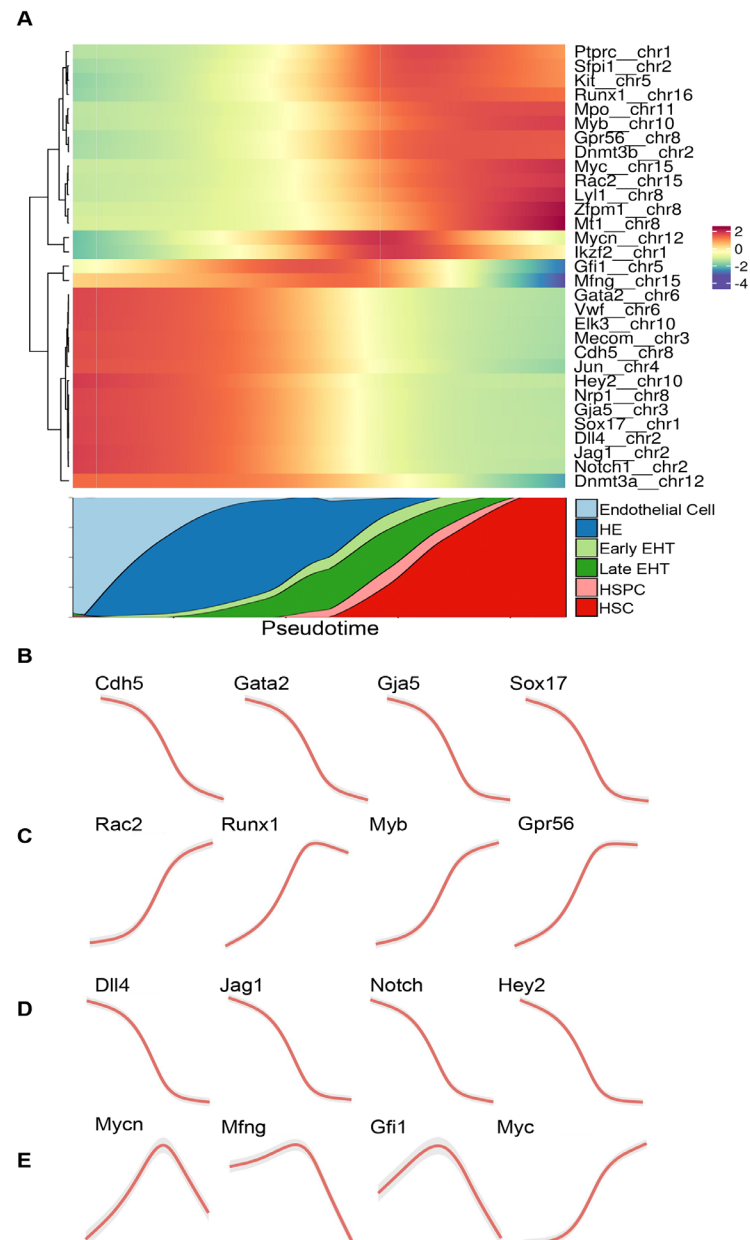 A
Ptprc__chr1
Sfpi1__chr2
Kit__chr5
Runx1__chr16
Mpo__chr11
Myb__chr10
Gpr56__chr8
Dnmt3b__chr2
Myc__chr15
Rac2__chr15
Lyl1__chr8
Zfpm1__chr8
Mt1__chr8
Mycn__chr12
Ikzf2__chr1
Gfi1__chr5
Mfng__chr15
Gata2__chr6
Vwf__chr6
Elk3__chr10
Mecom__chr3
Cdh5__chr8
Jun__chr4
Hey2__chr10
Nrp1__chr8
Gja5__chr3
Sox17__chr1
Dll4__chr2
Jag1__chr2
Notch1__chr2
Dnmt3a__chr12
2
0
-2
-4
Endothelial Cell
HE
Early EHT
Late EHT
HSPC
HSC
Pseudotime
B
Cdh5 Gata2 Gja5 Sox17
C
Rac2 Runx1 Myb Gpr56
D
Dll4 Jag1 Notch Hey2
E
Mycn Mfng Gfi1 Myc